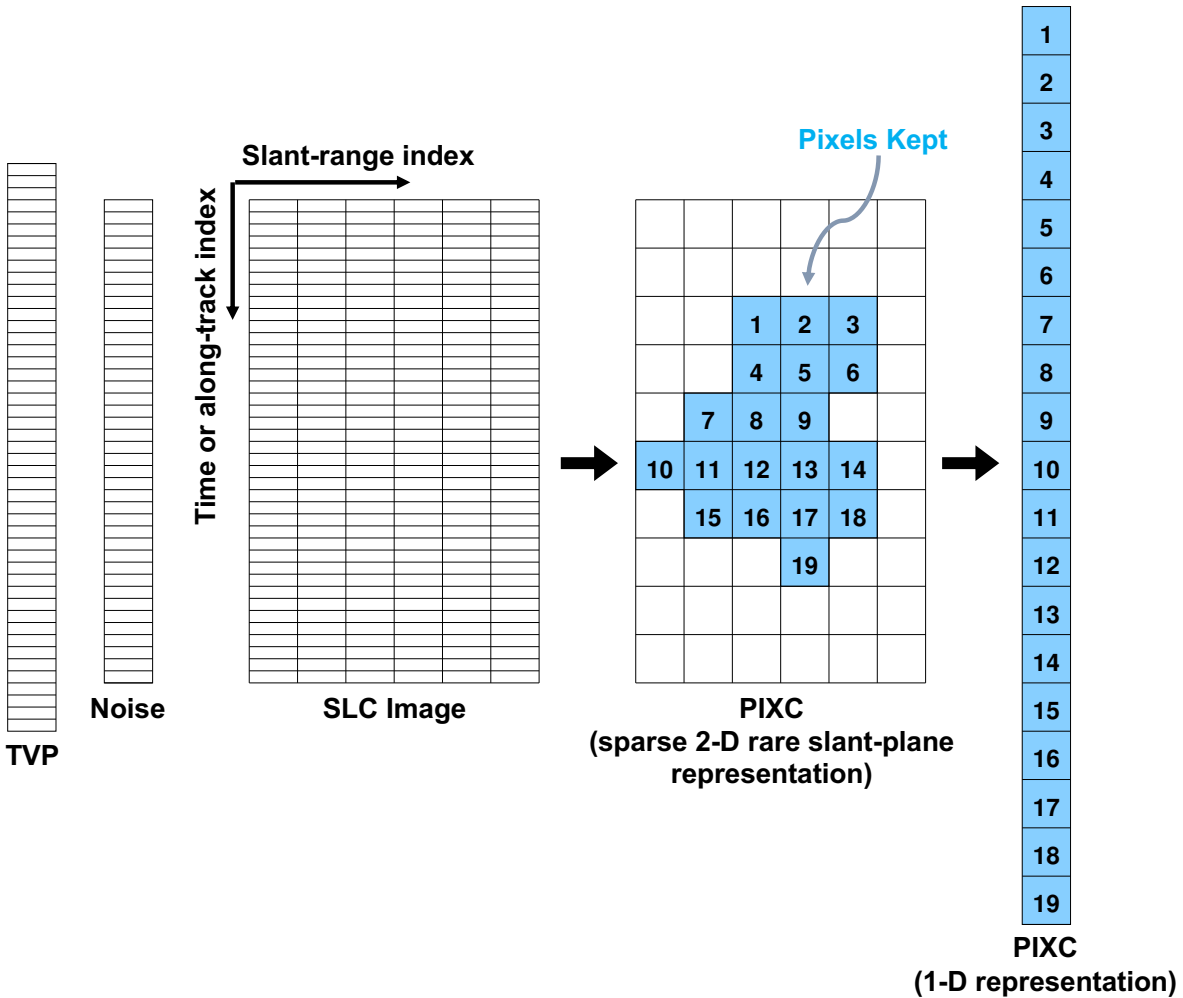 Slant-range index
Time or along-track index
Pixels Kept
TVP
Noise
SLC Image
1 2 3
4 5 6
7 8 9
10 11 12 13 14
15 16 17 18
19
PIXC
(sparse 2-D rare slant-plane
representation)
1
2
3
4
5
6
7
8
9
10
11
12
13
14
15
16
17
18
19
PIXC
(1-D representation)